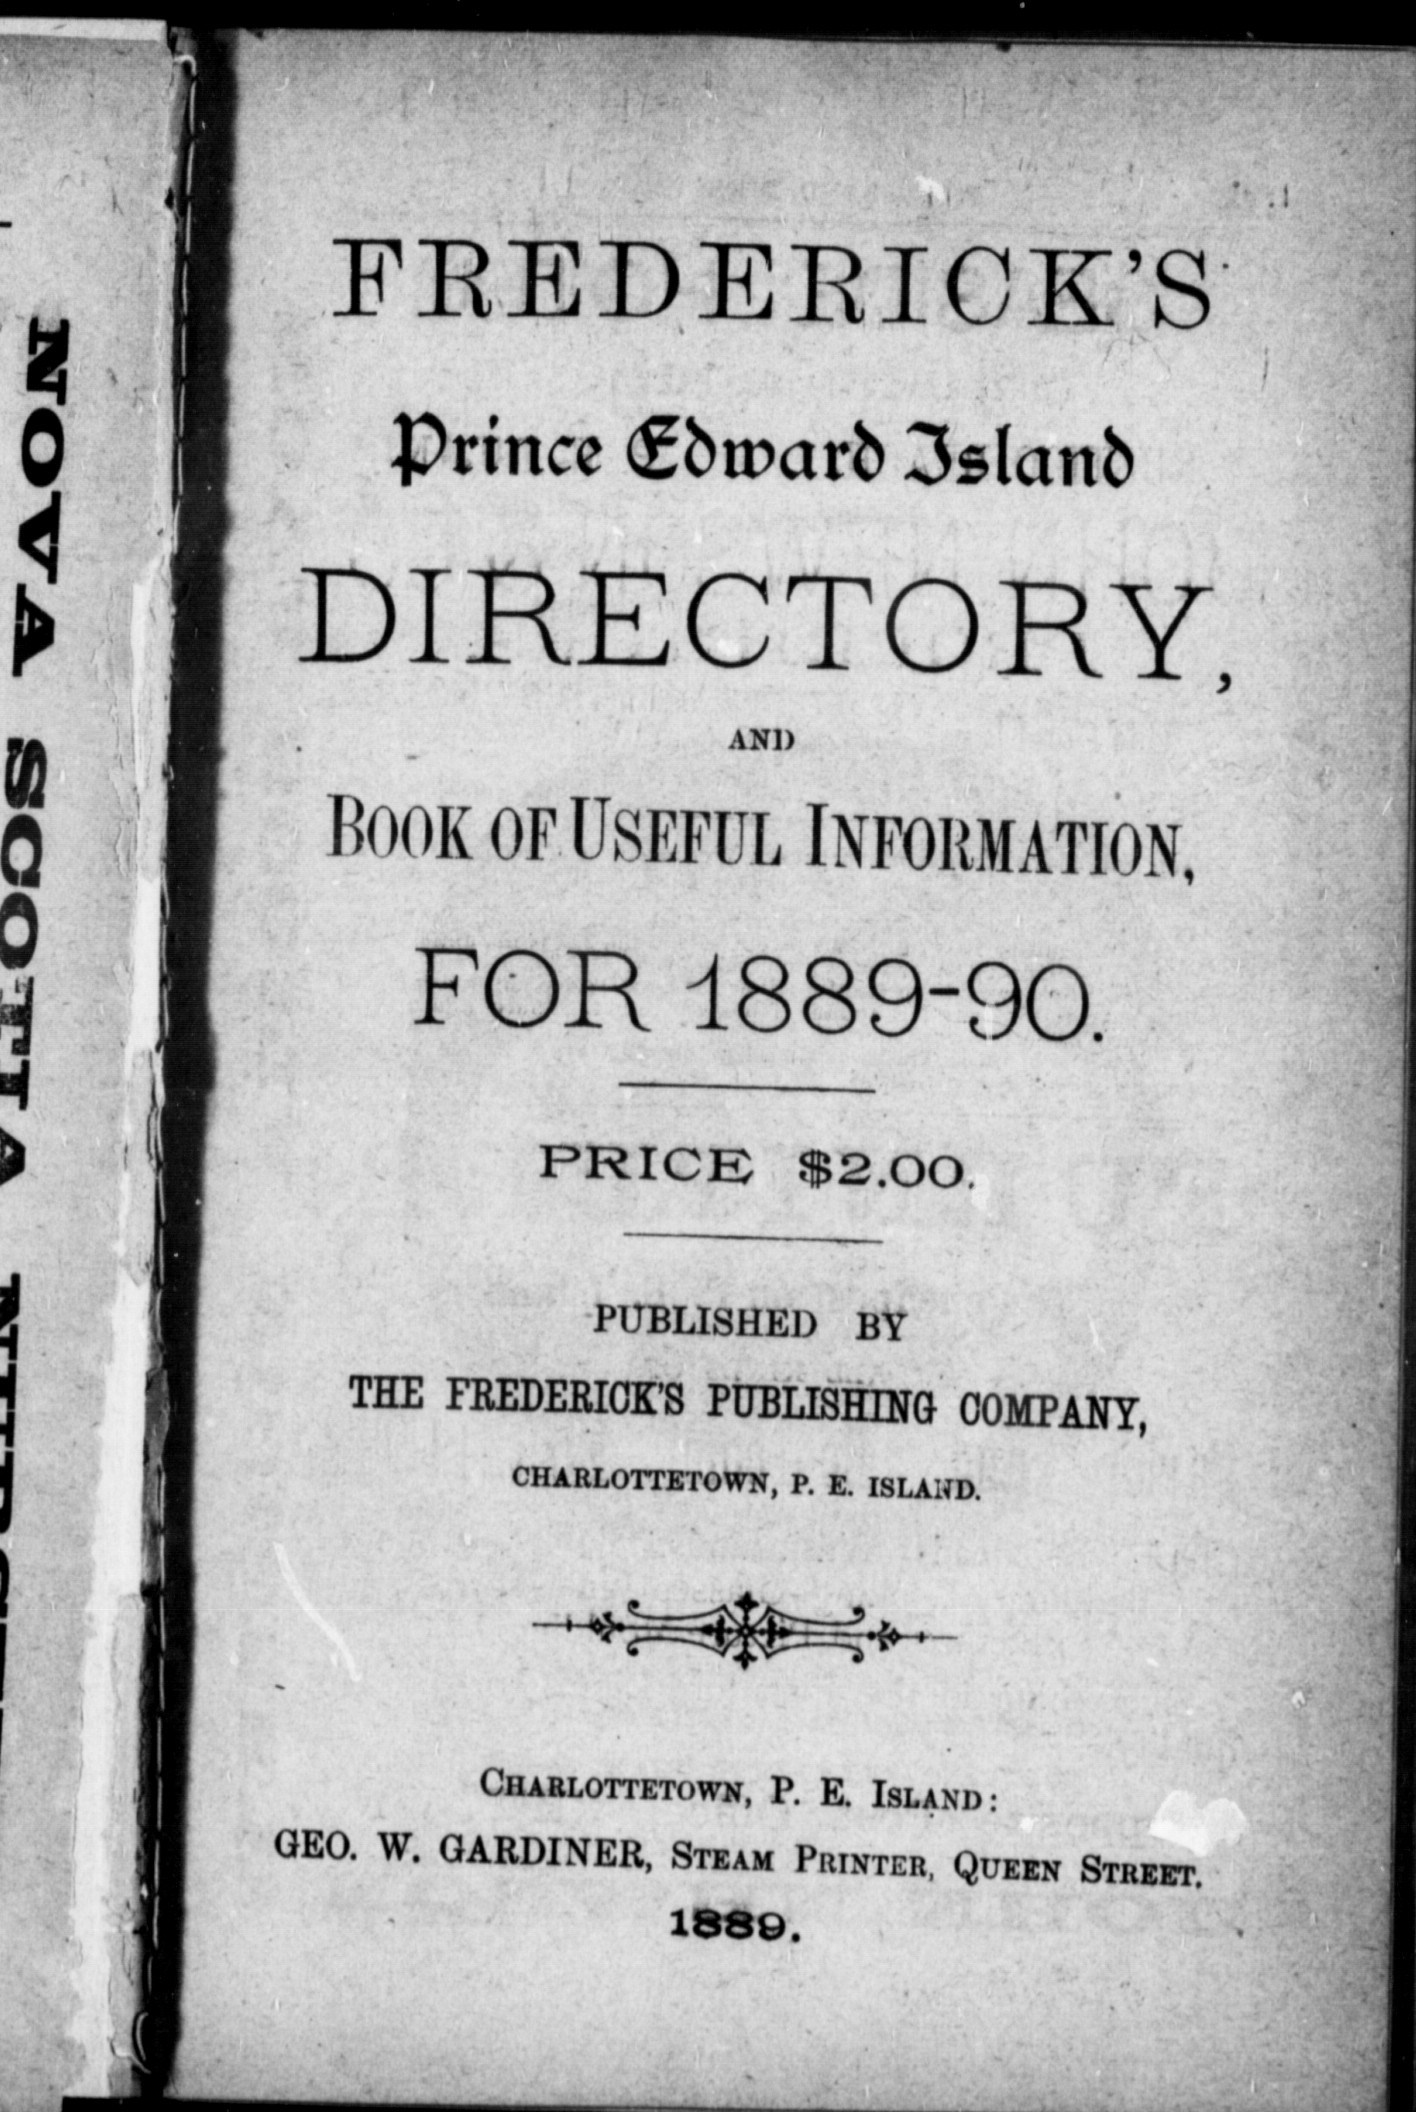 NOVA SCOTIA
FREDERICK'S
Prince Edward Island
DIRECTORY,
AND
BOOK OF USEFUL INFORMATION,
FOR 1889-90.
PRICE $2.00.
PUBLISHED BY
THE FREDERICK'S PUBLISHING COMPANY,
CHARLOTTETOWN, P. E. ISLAND.
CHARLOTTETOWN, P. E. ISLAND:
GEO. W. GARDINER, STEAM PRINTER, QUEEN STREET.
1889.